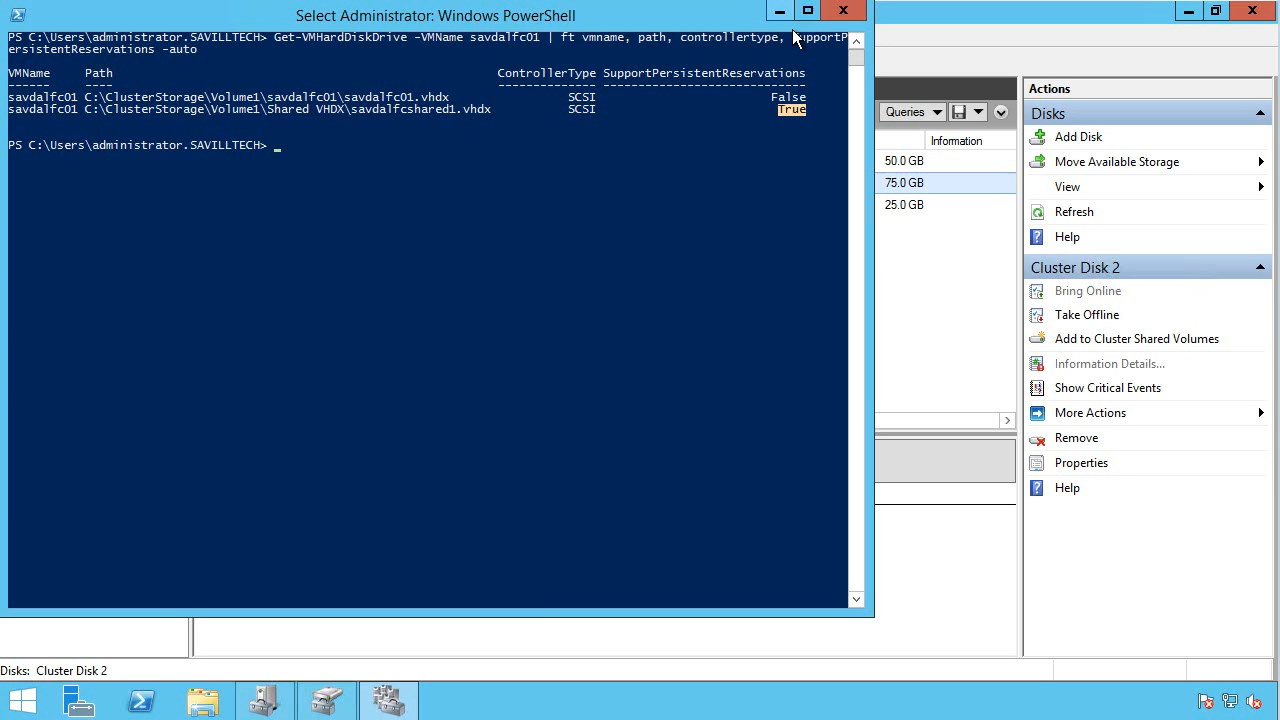 Select Administrator: Windows PowerShell
PS C:\Users\administrator.SAVILLTECH> Get-VMHardDiskDrive -VMName savdalfc01 | ft vmname, path, controllertype, supportP
ersistentReservations -auto
VMName Path ControllerType SupportPersistentReservations
------ ---- -------------- -----------------------------
savdalfc01 C:\ClusterStorage\Volume1\savdalfc01\savdalfc01.vhdx SCSI False
savdalfc01 C:\ClusterStorage\Volume1\Shared VHDX\savdalfcshared1.vhdx SCSI True
PS C:\Users\administrator.SAVILLTECH> _
Queries
Information
50.0 GB
75.0 GB
25.0 GB
Actions
Disks
Add Disk
Move Available Storage
View
Refresh
Help
Cluster Disk 2
Bring Online
Take Offline
Add to Cluster Shared Volumes
Information Details...
Show Critical Events
More Actions
Remove
Properties
Help
Disks: Cluster Disk 2